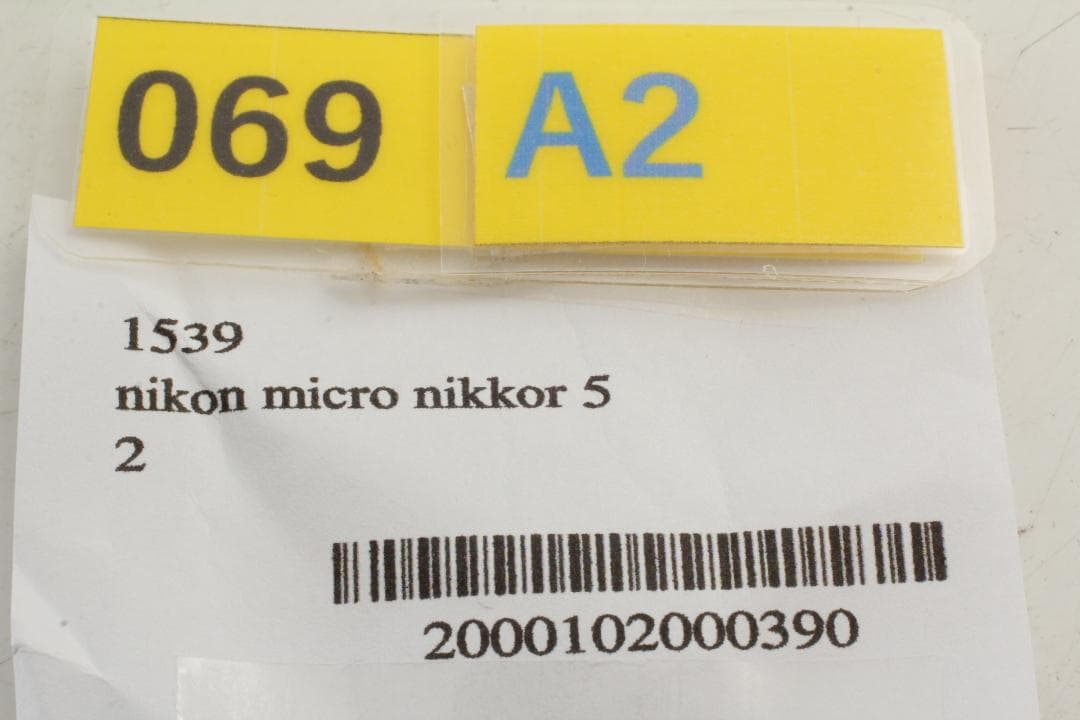 069 A2
1539
nikon micro nikkor 5
2
2000102000390